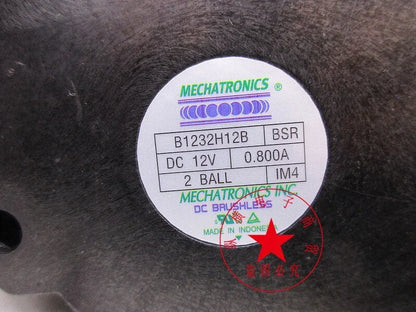 MECHATRONICS ®
B1232H12B BSR
DC 12V 0.800A
2 BALL IM4
MECHATRONICS INC
DC BRUSHLESS
MADE IN INDONE